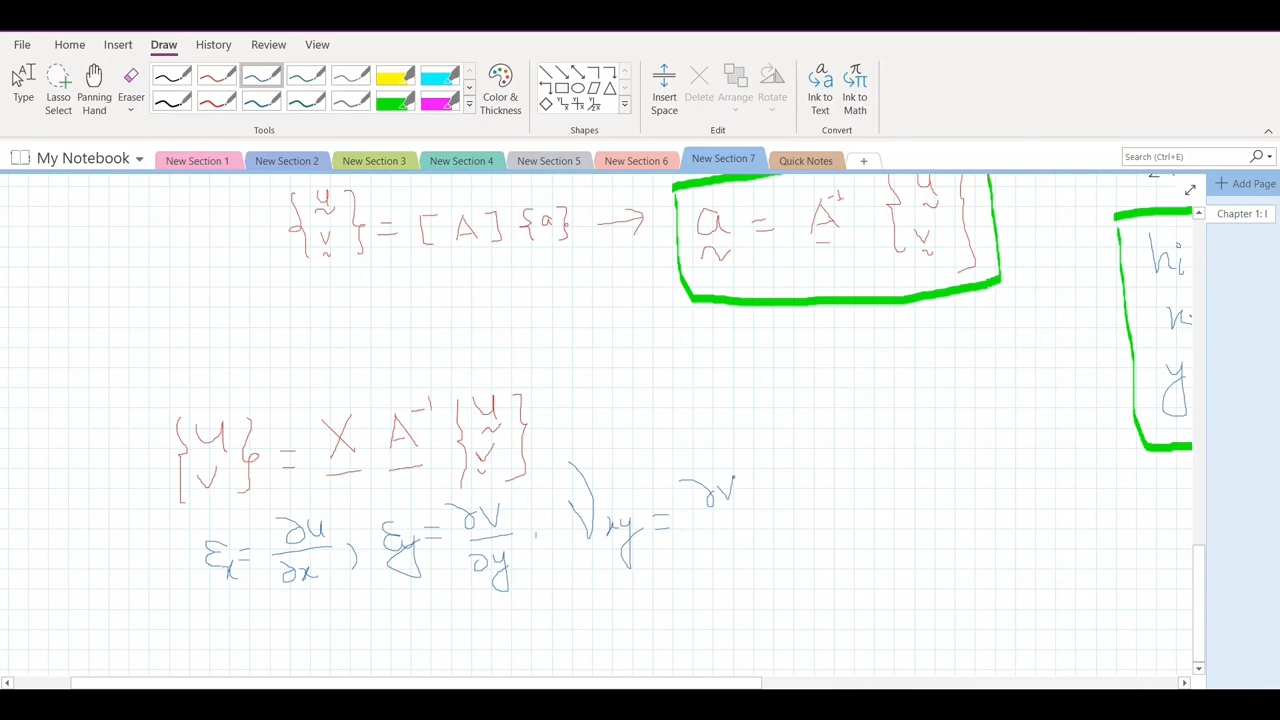 File Home Insert Draw History Review View
Type Lasso Select Panning Hand Eraser Color & Thickness Insert Space Delete Arrange Rotate Ink to Text Ink to Math
Tools Shapes Edit Convert
My Notebook New Section 1 New Section 2 New Section 3 New Section 4 New Section 5 New Section 6 New Section 7 Quick Notes + Search (Ctrl+E)
+ Add Page
Chapter 1: I
{u v} = [A] {a} → a = A⁻¹ {u v}
{u v} = X A⁻¹ {u v}
εx = ∂u/∂x, εy = ∂v/∂y, γxy = ∂v